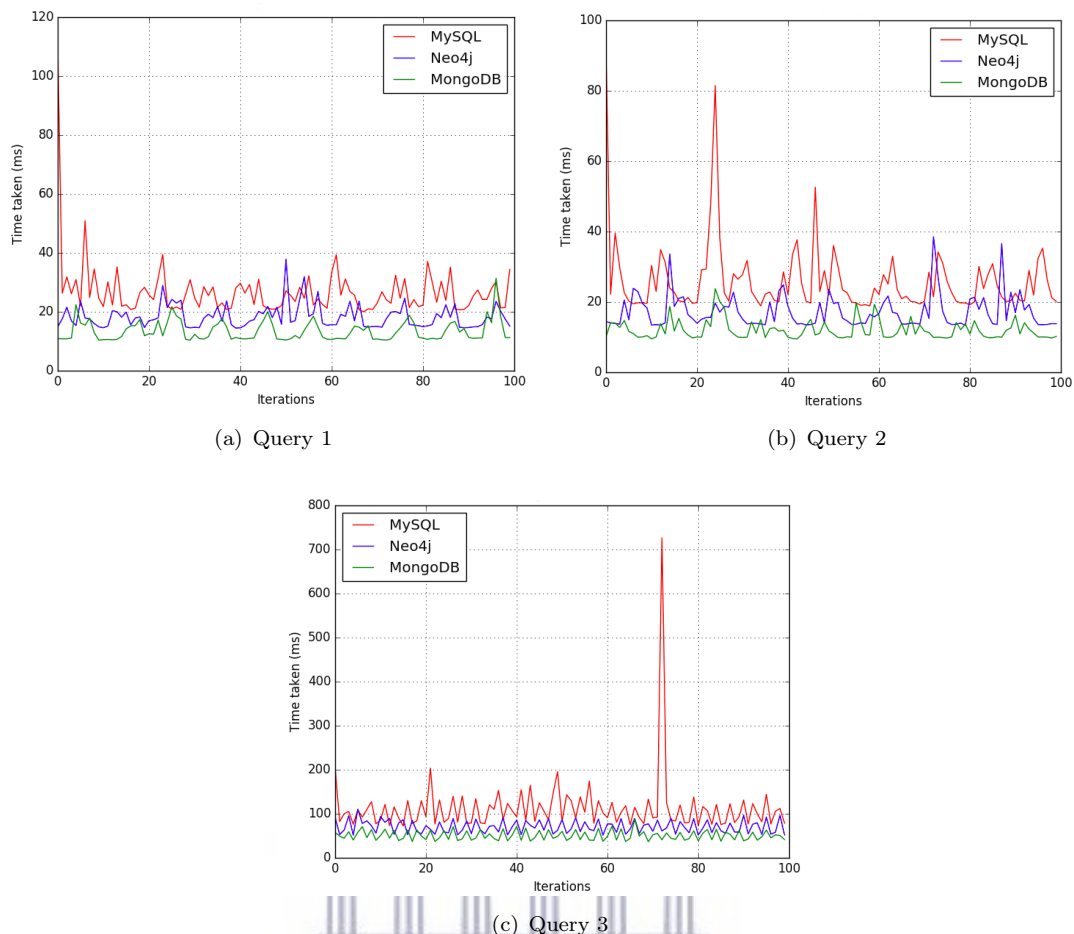 120
100
80
60
40
20
0
0 20 40 60 80 100
Time taken (ms)
Iterations
MySQL
Neo4j
MongoDB
(a) Query 1
100
80
60
40
20
0
0 20 40 60 80 100
Time taken (ms)
Iterations
MySQL
Neo4j
MongoDB
(b) Query 2
800
700
600
500
400
300
200
100
0
0 20 40 60 80 100
Time taken (ms)
Iterations
MySQL
Neo4j
MongoDB
(c) Query 3